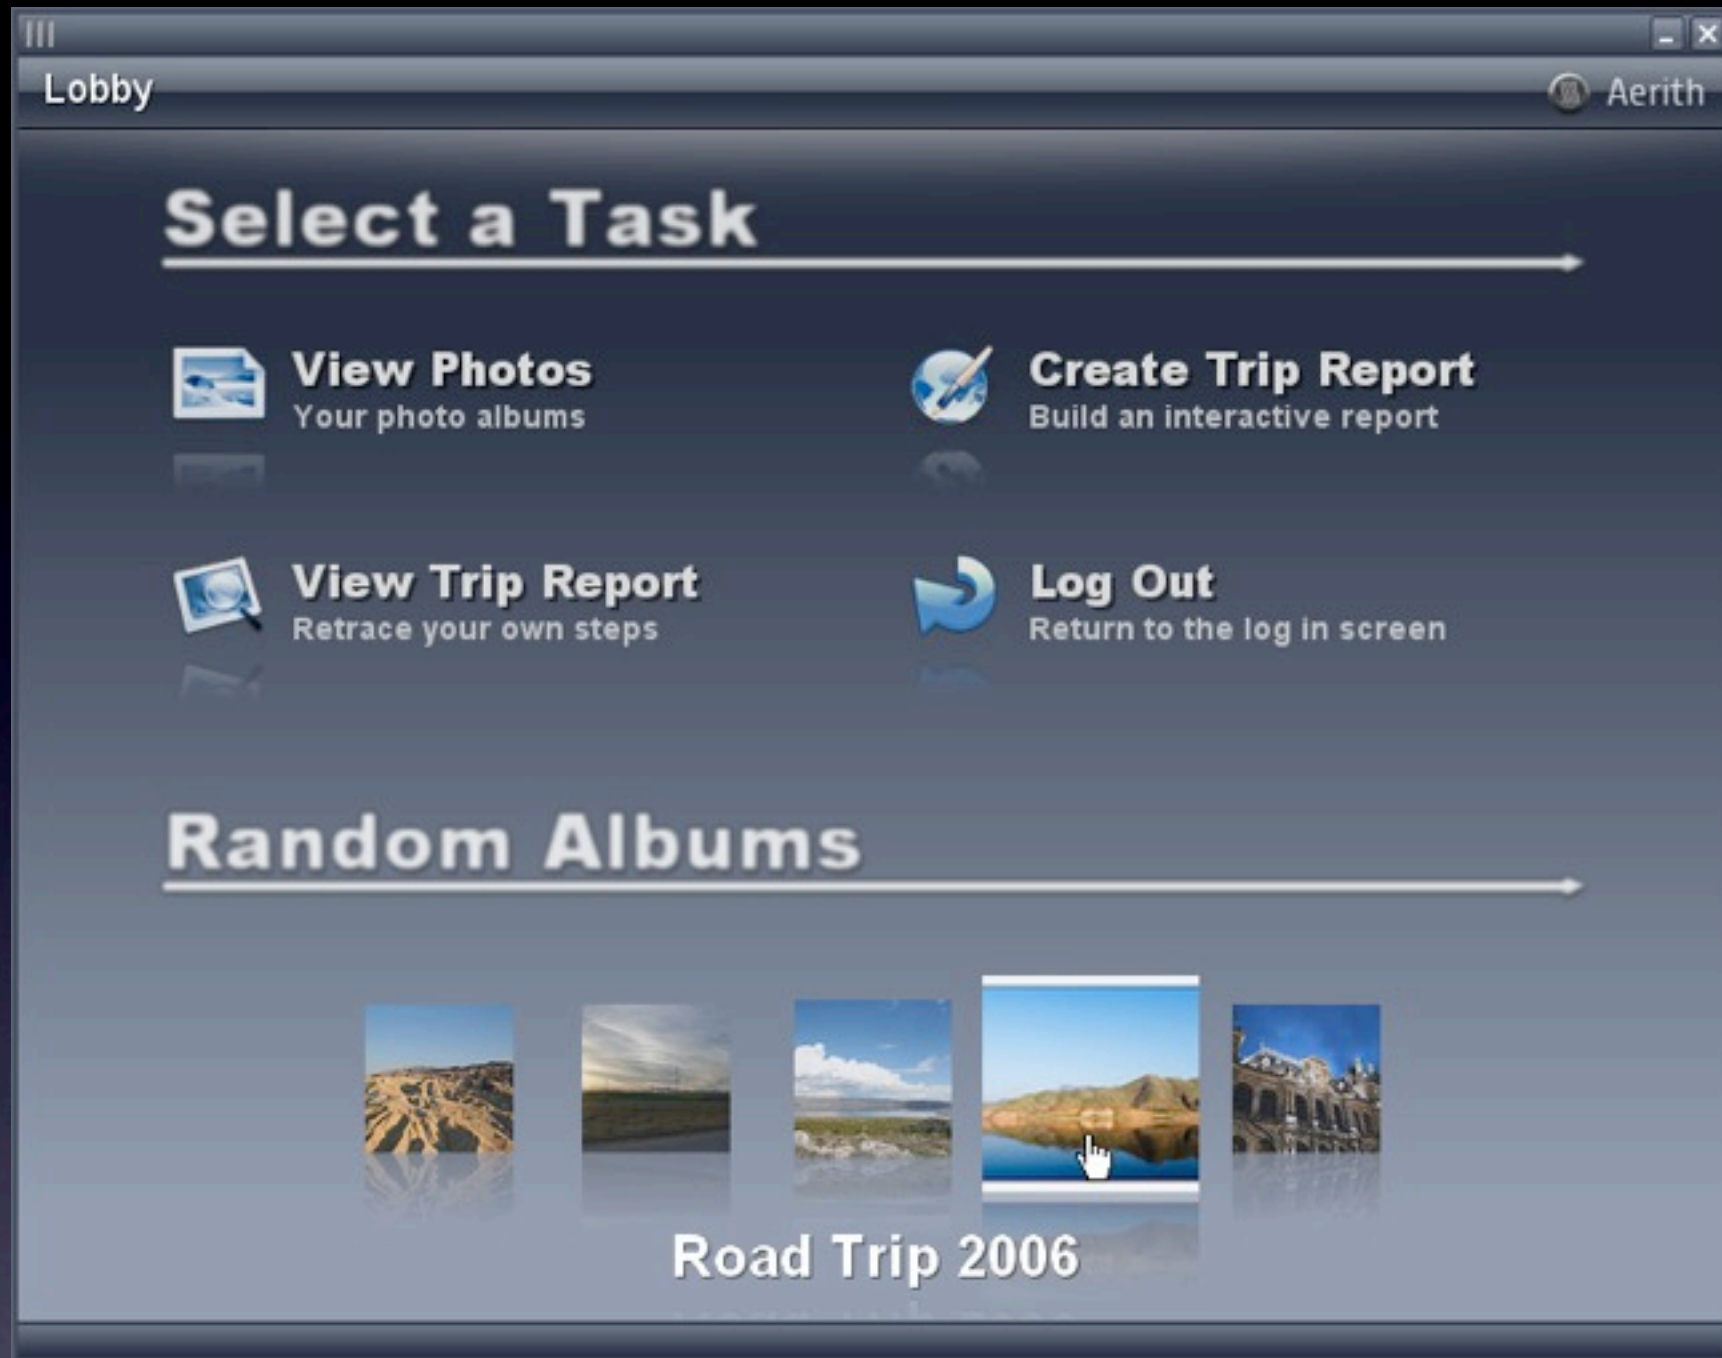 Lobby
Aerith
Select a Task
View Photos
Your photo albums
Create Trip Report
Build an interactive report
View Trip Report
Retrace your own steps
Log Out
Return to the log in screen
Random Albums
Road Trip 2006